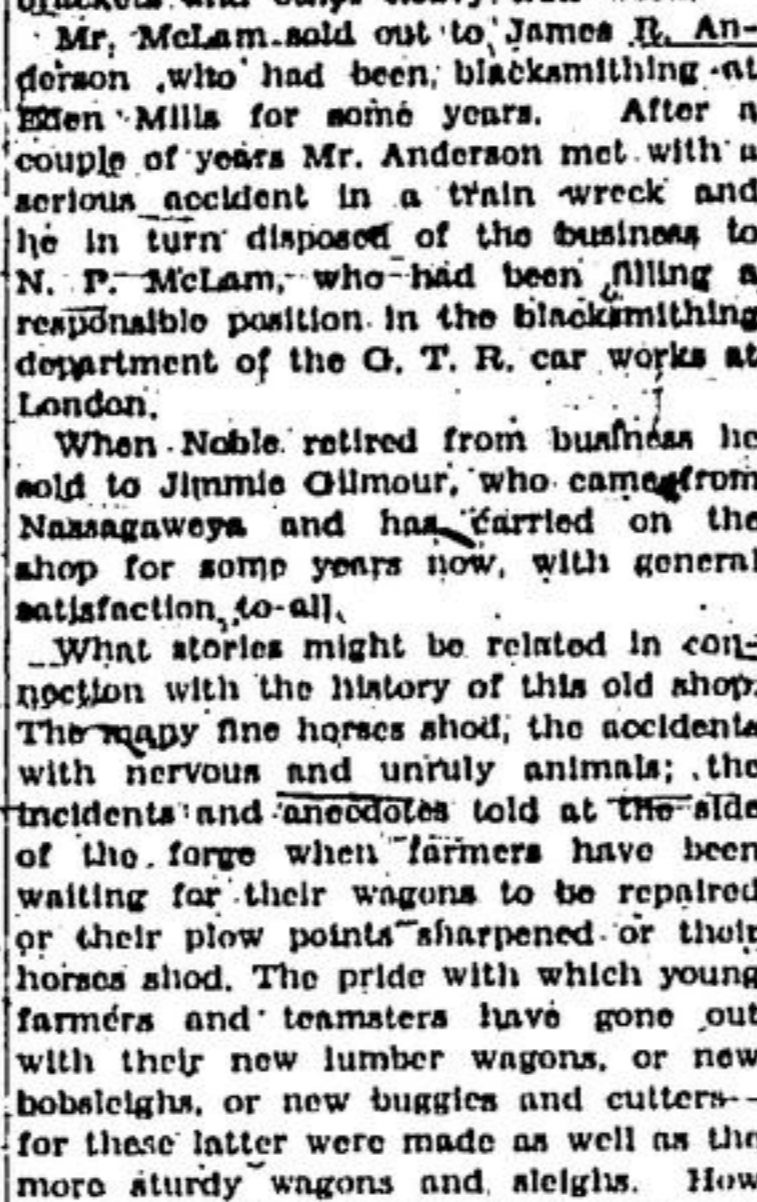 Mr. McLam sold out to James R. An-
derson who had been blacksmithing at
Eden Mills for some years. After a
couple of years Mr. Anderson met with a
serious accident in a train wreck and
he in turn disposed of the business to
N. P. McLam, who had been filling a
responsible position in the blacksmithing
department of the G. T. R. car works at
London.
When Noble retired from business he
sold to Jimmie Gilmour, who came from
Nassagaweya and has carried on the
shop for some years now, with general
satisfaction to all.
What stories might be related in con-
nection with the history of this old shop.
The many fine horses shod, the accidents
with nervous and unruly animals; the
incidents and anecdotes told at the side
of the forge when farmers have been
waiting for their wagons to be repaired
or their plow points sharpened or their
horses shod. The pride with which young
farmers and teamsters have gone out
with their new lumber wagons, or new
bobsleighs, or new buggies and cutters--
for these latter were made as well as the
more sturdy wagons and sleighs. How